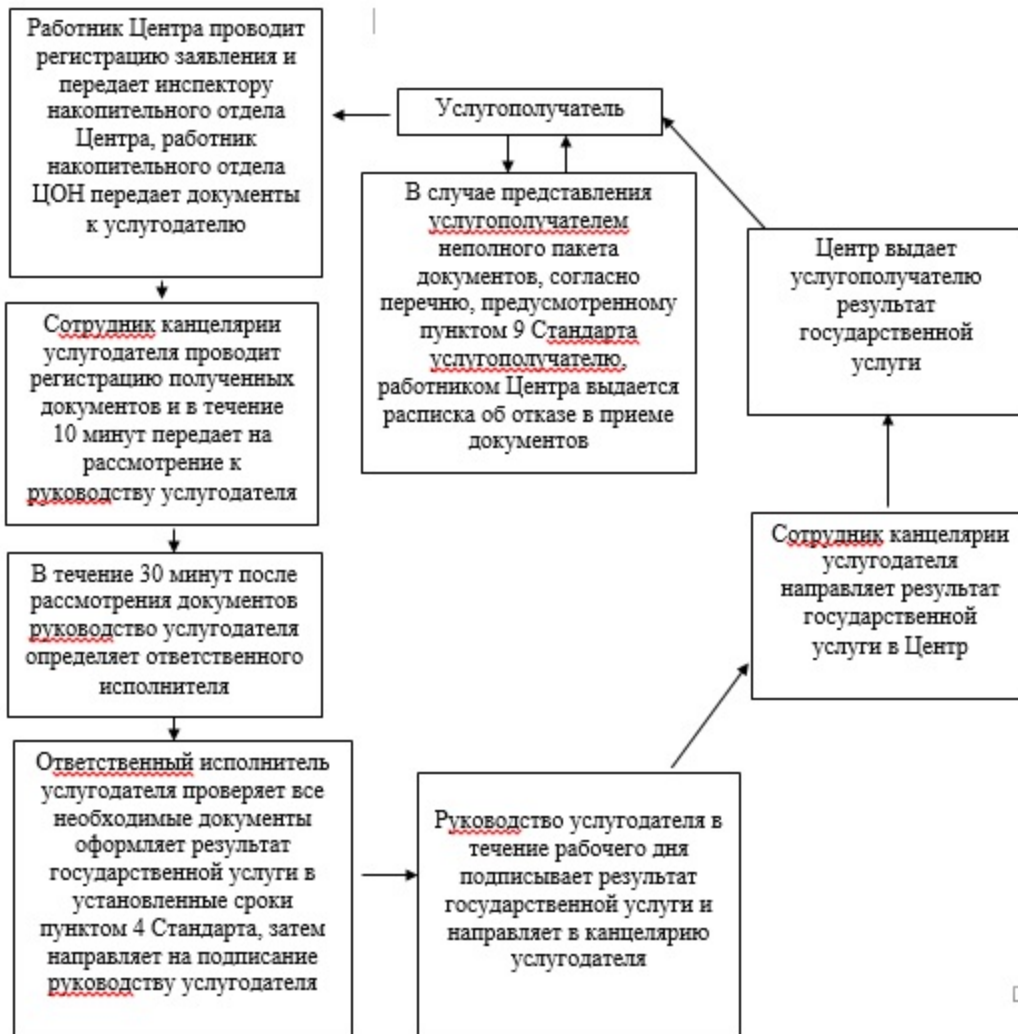 Работник Центра проводит
регистрацию заявления и
передает инспектору
накопительного отдела
Центра, работник
накопительного отдела
ЦОН передает документы
к услугодателю
Услугополучатель
В случае представления
услугополучателем
неполного пакета
документов, согласно
перечню, предусмотренному
пунктом 9 Стандарта
услугополучателю,
работником Центра выдается
расписка об отказе в приеме
документов
Центр выдает
услугополучателю
результат
государственной
услуги
Сотрудник канцелярии
услугодателя проводит
регистрацию полученных
документов и в течение
10 минут передает на
рассмотрение к
руководству услугодателя
Сотрудник канцелярии
услугодателя
направляет результат
государственной
услуги в Центр
В течение 30 минут после
рассмотрения документов
руководство услугодателя
определяет ответственного
исполнителя
Ответственный исполнитель
услугодателя проверяет все
необходимые документы
оформляет результат
государственной услуги в
установленные сроки
пунктом 4 Стандарта, затем
направляет на подписание
руководству услугодателя
Руководство услугодателя в
течение рабочего дня
подписывает результат
государственной услуги и
направляет в канцелярию
услугодателя